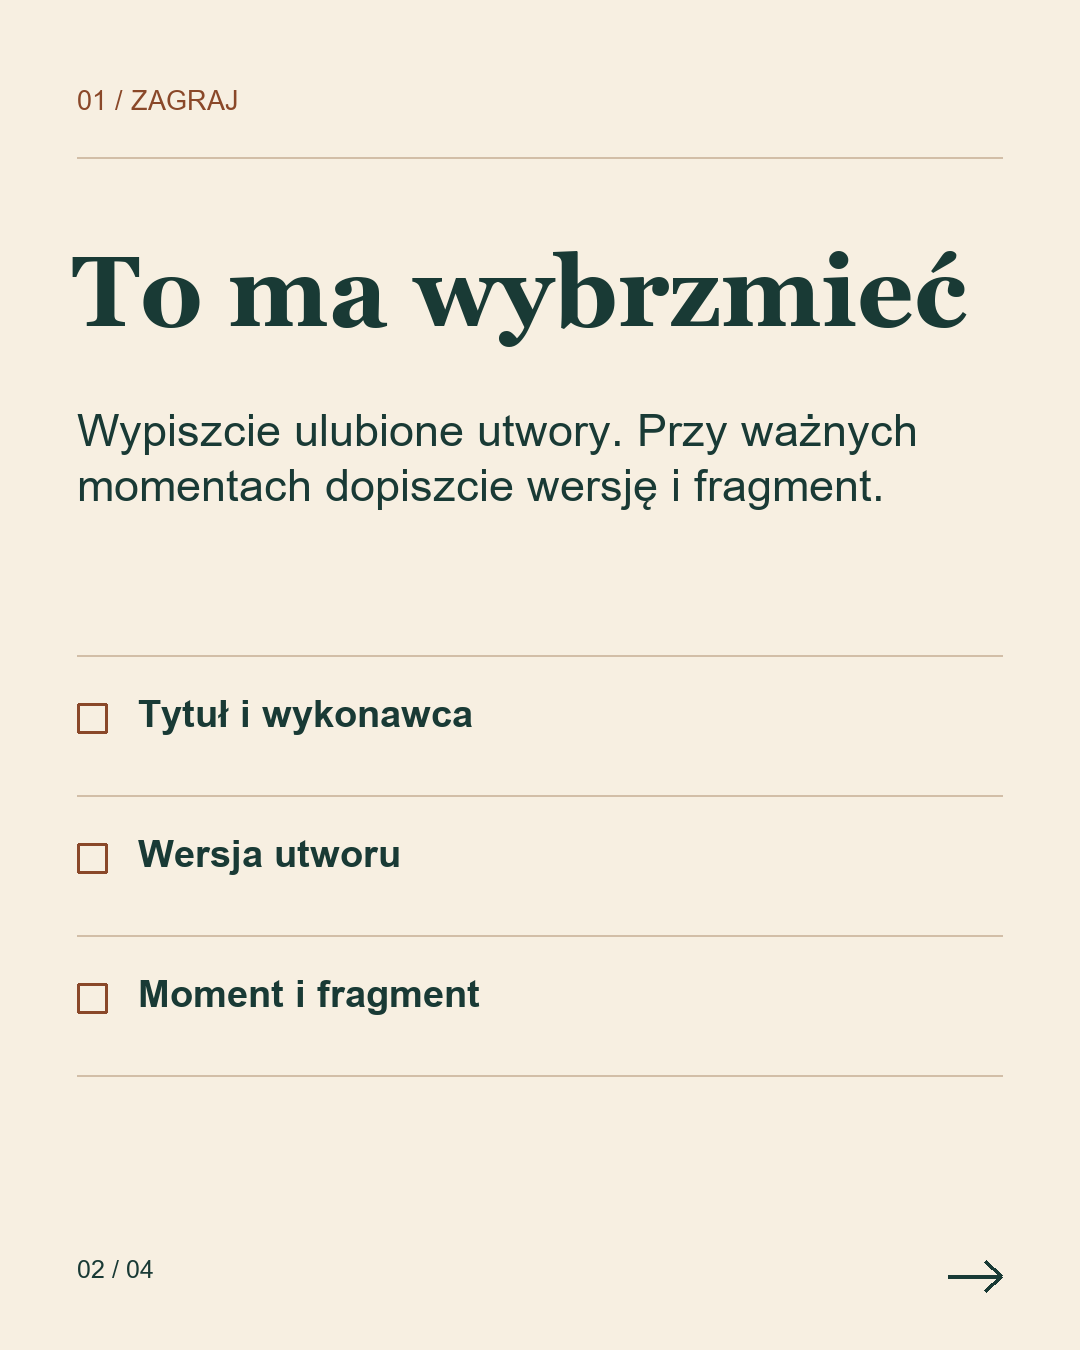 01 / ZAGRAJ
To ma wybrzmieć
Wypiszcie ulubione utwory. Przy ważnych
momentach dopiszcie wersję i fragment.
Tytuł i wykonawca
Wersja utworu
Moment i fragment
02 / 04